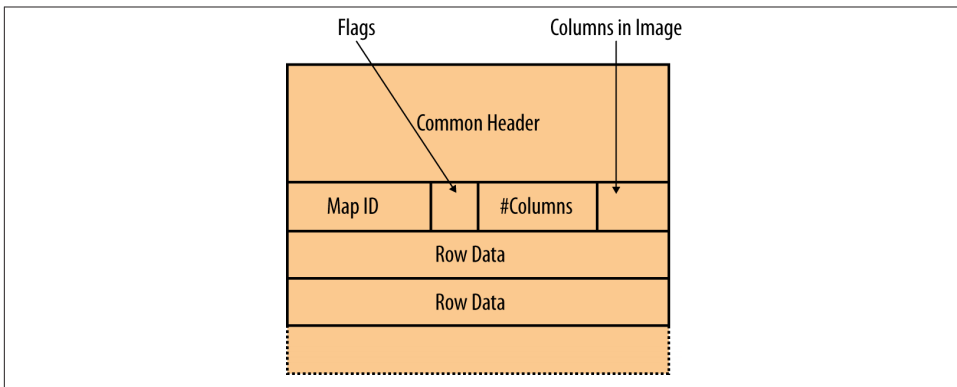 Flags
Columns in Image
Common Header
Map ID
#Columns
Row Data
Row Data